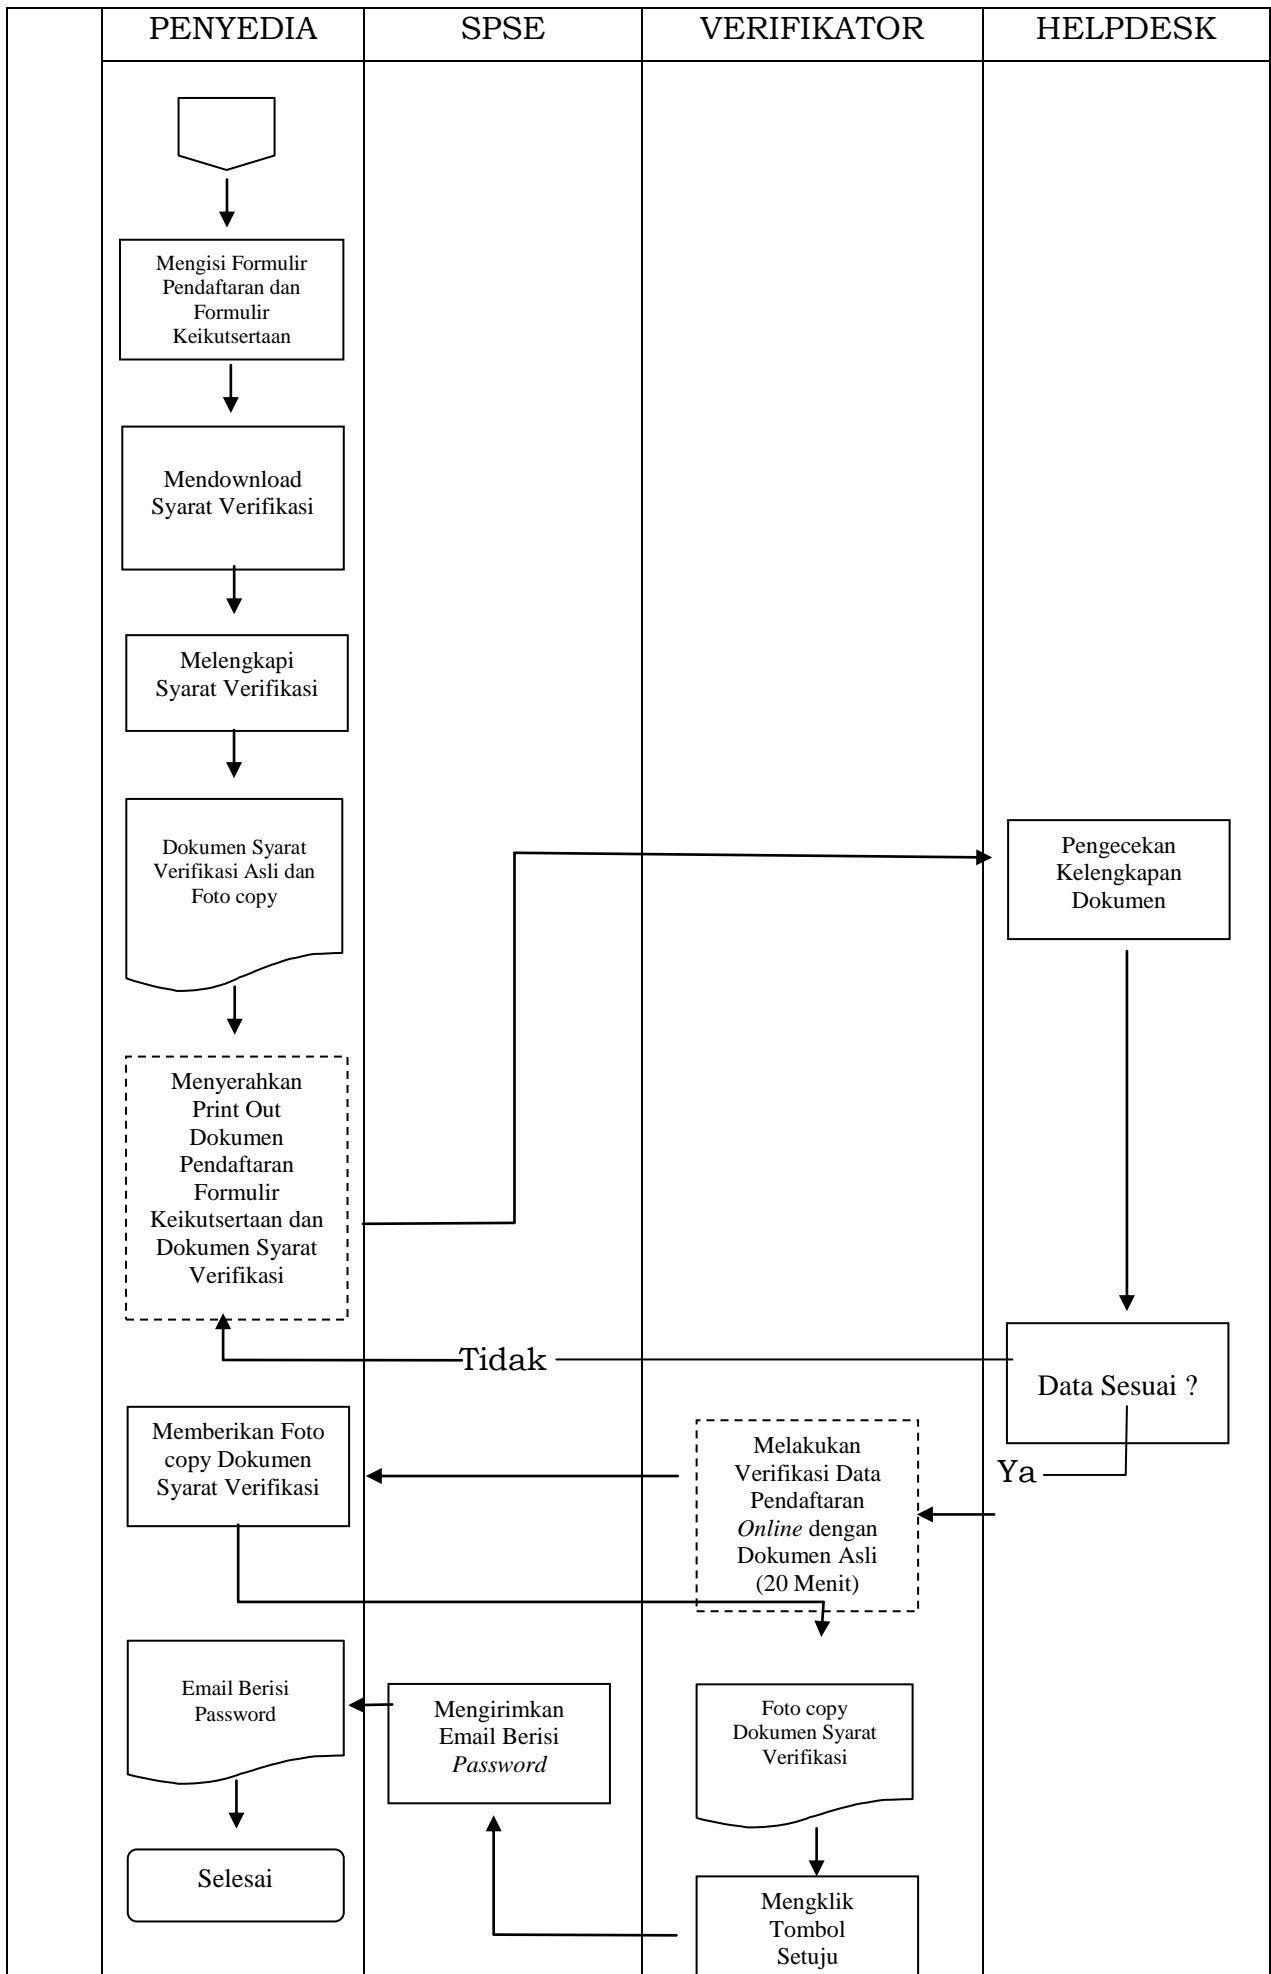 PENYEDIA
SPSE
VERIFIKATOR
HELPDESK
Mengisi Formulir
Pendaftaran dan
Formulir
Keikutsertaan
Mendownload
Syarat Verifikasi
Melengkapi
Syarat Verifikasi
Dokumen Syarat
Verifikasi Asli dan
Foto copy
Pengecekan
Kelengkapan
Dokumen
Menyerahkan
Print Out
Dokumen
Pendaftaran
Formulir
Keikutsertaan dan
Dokumen Syarat
Verifikasi
Tidak
Data Sesuai ?
Ya
Memberikan Foto
copy Dokumen
Syarat Verifikasi
Melakukan
Verifikasi Data
Pendaftaran
Online dengan
Dokumen Asli
(20 Menit)
Email Berisi
Password
Mengirimkan
Email Berisi
Password
Foto copy
Dokumen Syarat
Verifikasi
Selesai
Mengklik
Tombol
Setuju